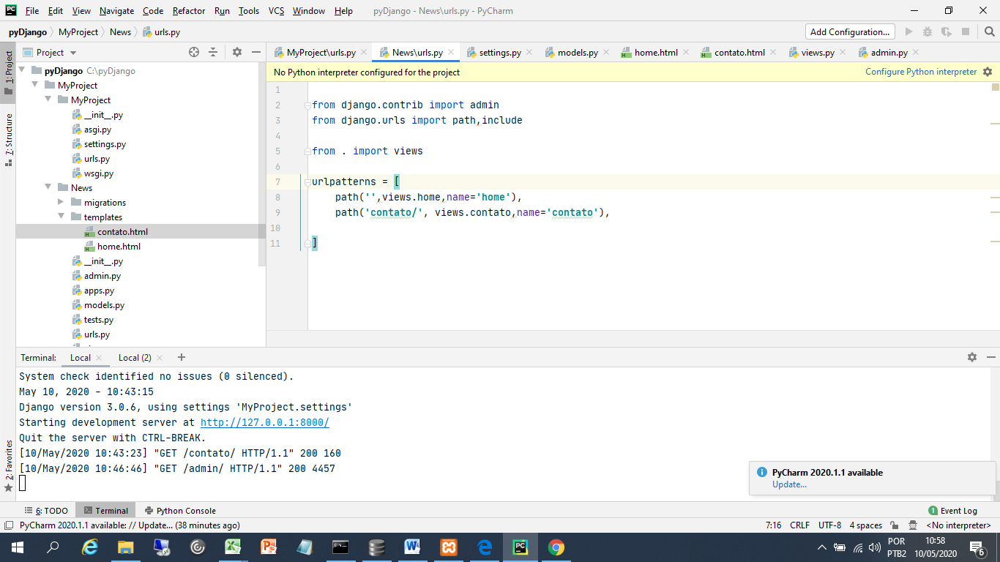 File Edit View Navigate Code Refactor Run Tools VCS Window Help pyDjango - News\urls.py - PyCharm
pyDjango MyProject News urls.py Add Configuration...
1: Project
7: Structure
2: Favorites
Project
pyDjango C:\pyDjango
MyProject
MyProject
__init__.py
asgi.py
settings.py
urls.py
wsgi.py
News
migrations
templates
contato.html
home.html
__init__.py
admin.py
apps.py
models.py
tests.py
urls.py
MyProject\urls.py News\urls.py settings.py models.py home.html contato.html views.py admin.py
No Python interpreter configured for the project Configure Python interpreter
1
2 from django.contrib import admin
3 from django.urls import path,include
4
5 from . import views
6
7 urlpatterns = [
8 path('',views.home,name='home'),
9 path('contato/', views.contato,name='contato'),
10
11 ]
Terminal: Local Local (2)
System check identified no issues (0 silenced).
May 10, 2020 - 10:43:15
Django version 3.0.6, using settings 'MyProject.settings'
Starting development server at http://127.0.0.1:8000/
Quit the server with CTRL-BREAK.
[10/May/2020 10:43:23] "GET /contato/ HTTP/1.1" 200 160
[10/May/2020 10:46:46] "GET /admin/ HTTP/1.1" 200 4457
PyCharm 2020.1.1 available
Update...
6: TODO Terminal Python Console 1 Event Log
PyCharm 2020.1.1 available: // Update... (38 minutes ago) 7:16 CRLF UTF-8 4 spaces <No interpreter>
POR
PTB2
10:58
10/05/2020
6